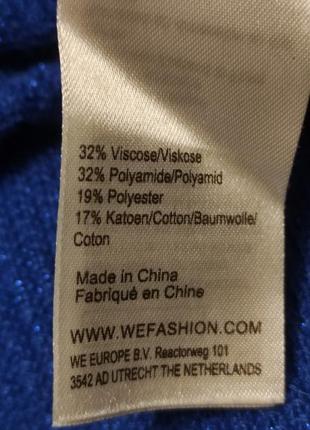 32% Viscose/Viskose
32% Polyamide/Polyamid
19% Polyester
17% Katoen/Cotton/Baumwolle/
Coton
Made in China
Fabriqué en Chine
WWW.WEFASHION.COM
WE EUROPE B.V. Reactorweg 101
3542 AD UTRECHT THE NETHERLANDS